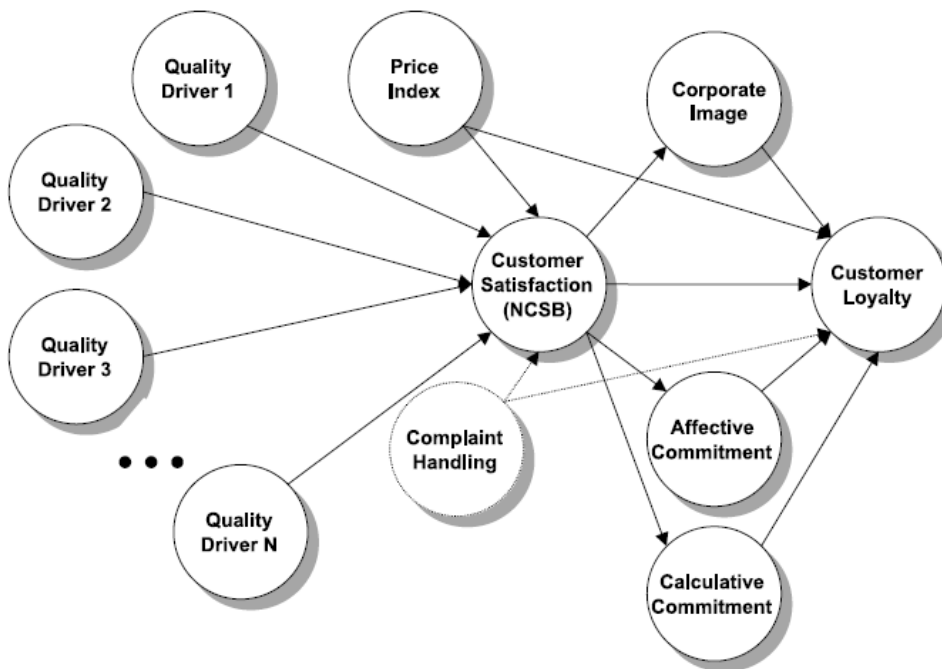 Quality
Driver 1
Price
Index
Corporate
Image
Quality
Driver 2
Customer
Satisfaction
(NCSB)
Customer
Loyalty
Quality
Driver 3
Complaint
Handling
Affective
Commitment
Quality
Driver N
Calculative
Commitment